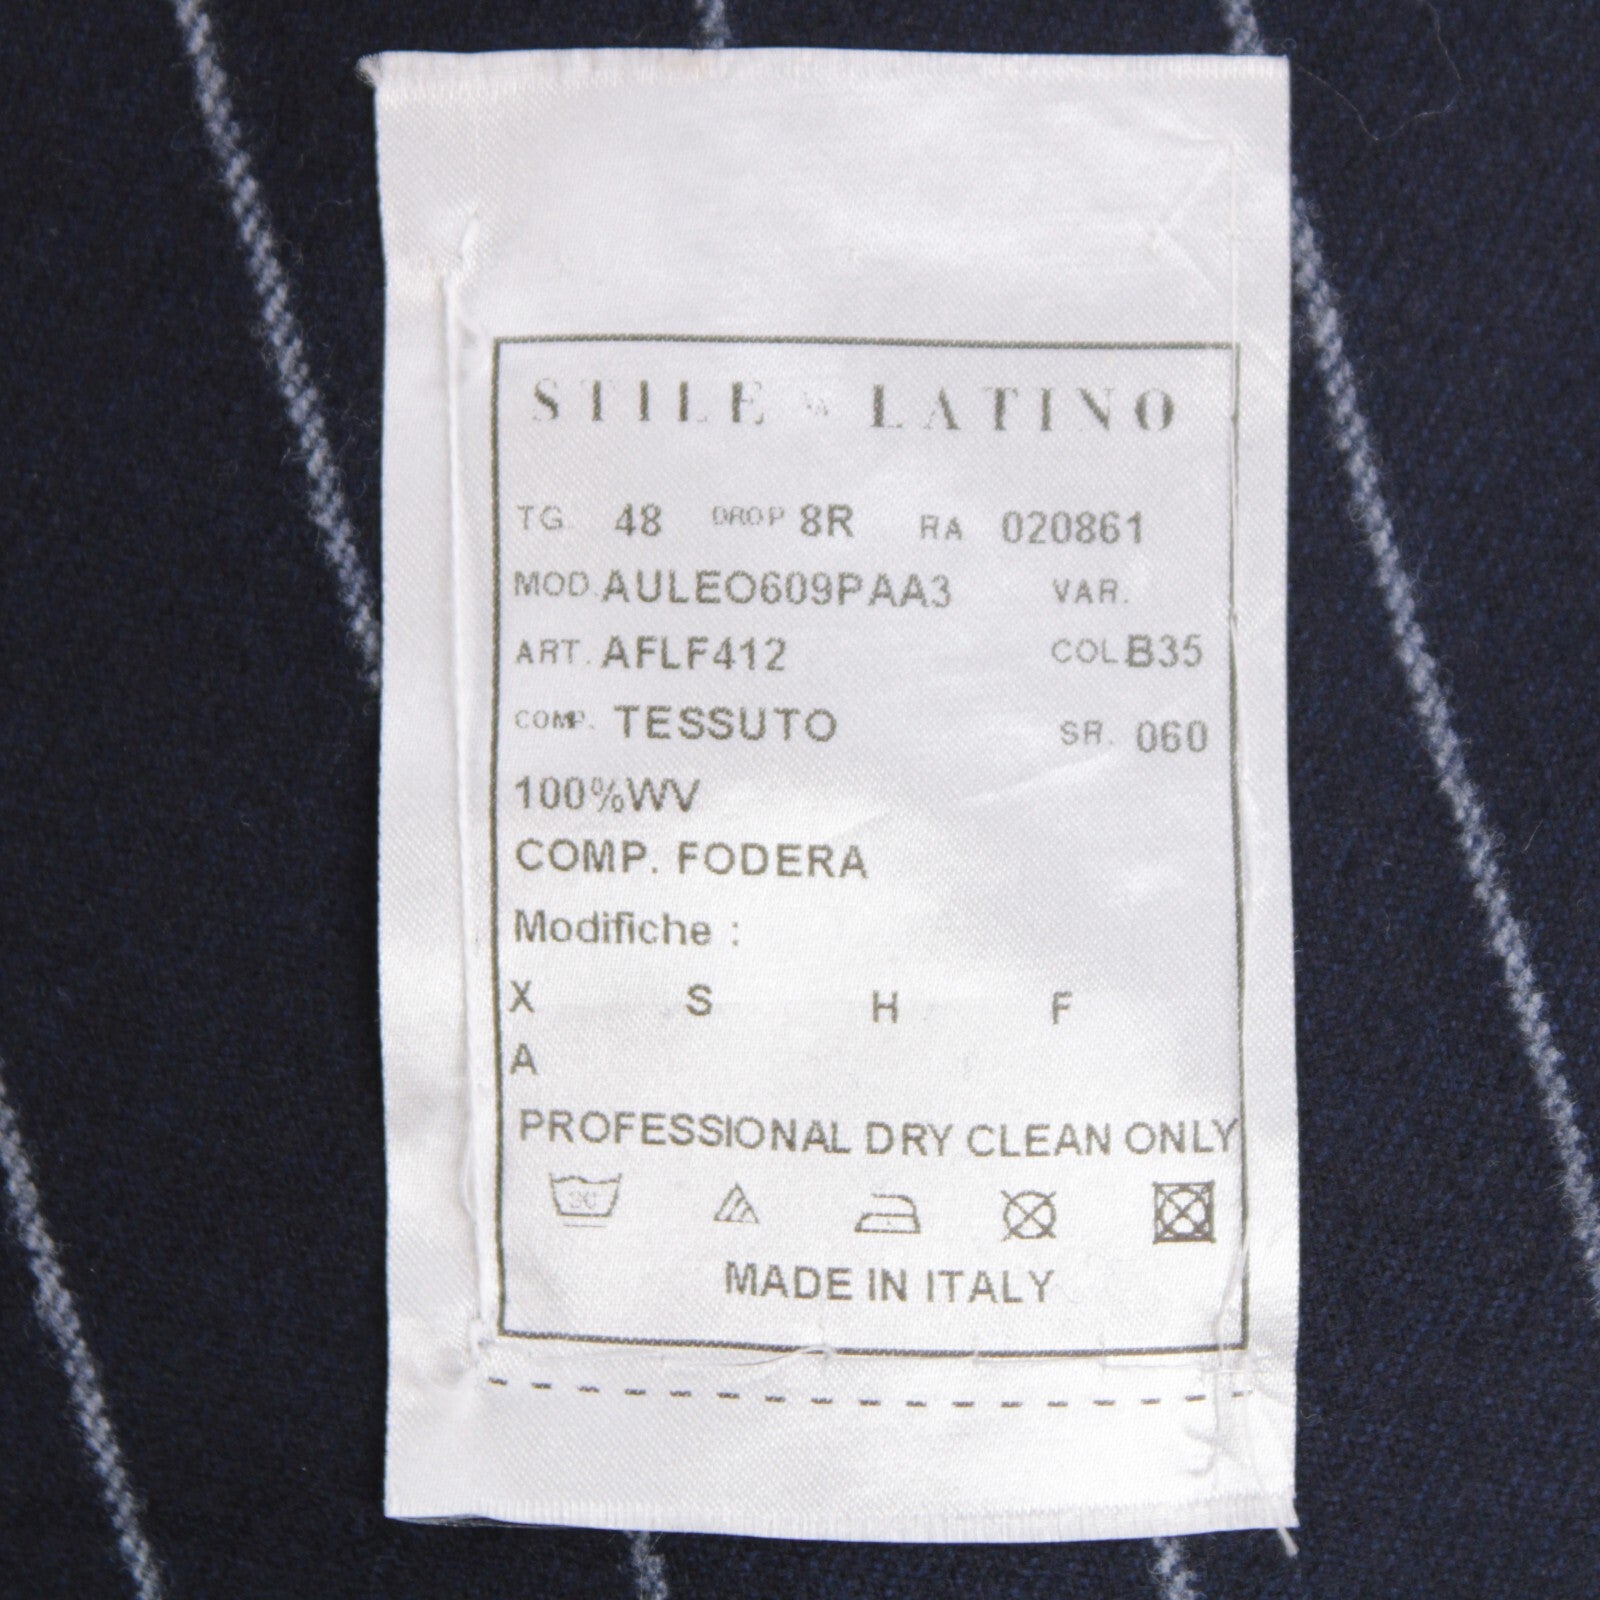 STILE LATINO
TG. 48 DROP 8R RA 020861
MOD. AULEO609PAA3 VAR.
ART. AFLF412 COL. B35
COMP. TESSUTO SR. 060
100%WV
COMP. FODERA
Modifiche :
X S H F
A
PROFESSIONAL DRY CLEAN ONLY
MADE IN ITALY